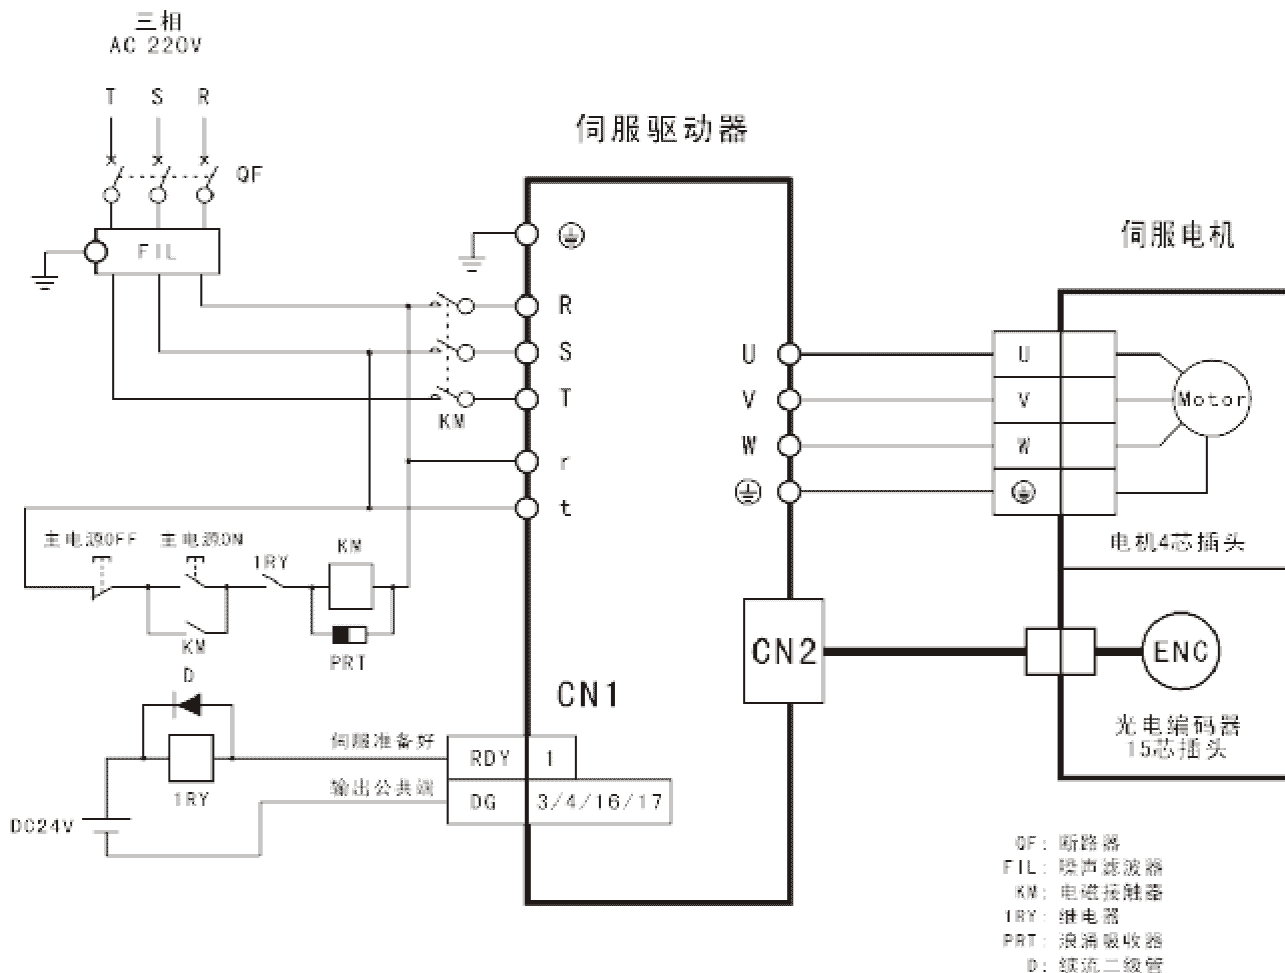 三相
AC 220V
T S R
QF
FIL
伺服驱动器
R
S
T
KM
r
t
主电源OFF
主电源ON
1RY
KM
KM
PRT
D
1RY
DC24V
伺服准备好
输出公共端
CN1
RDY 1
DG 3/4/16/17
U
V
W
CN2
伺服电机
U
V
W
Motor
电机4芯插头
ENC
光电编码器
15芯插头
QF: 断路器
FIL: 噪声滤波器
KM: 电磁接触器
1RY: 继电器
PRT: 浪涌吸收器
D: 续流二级管